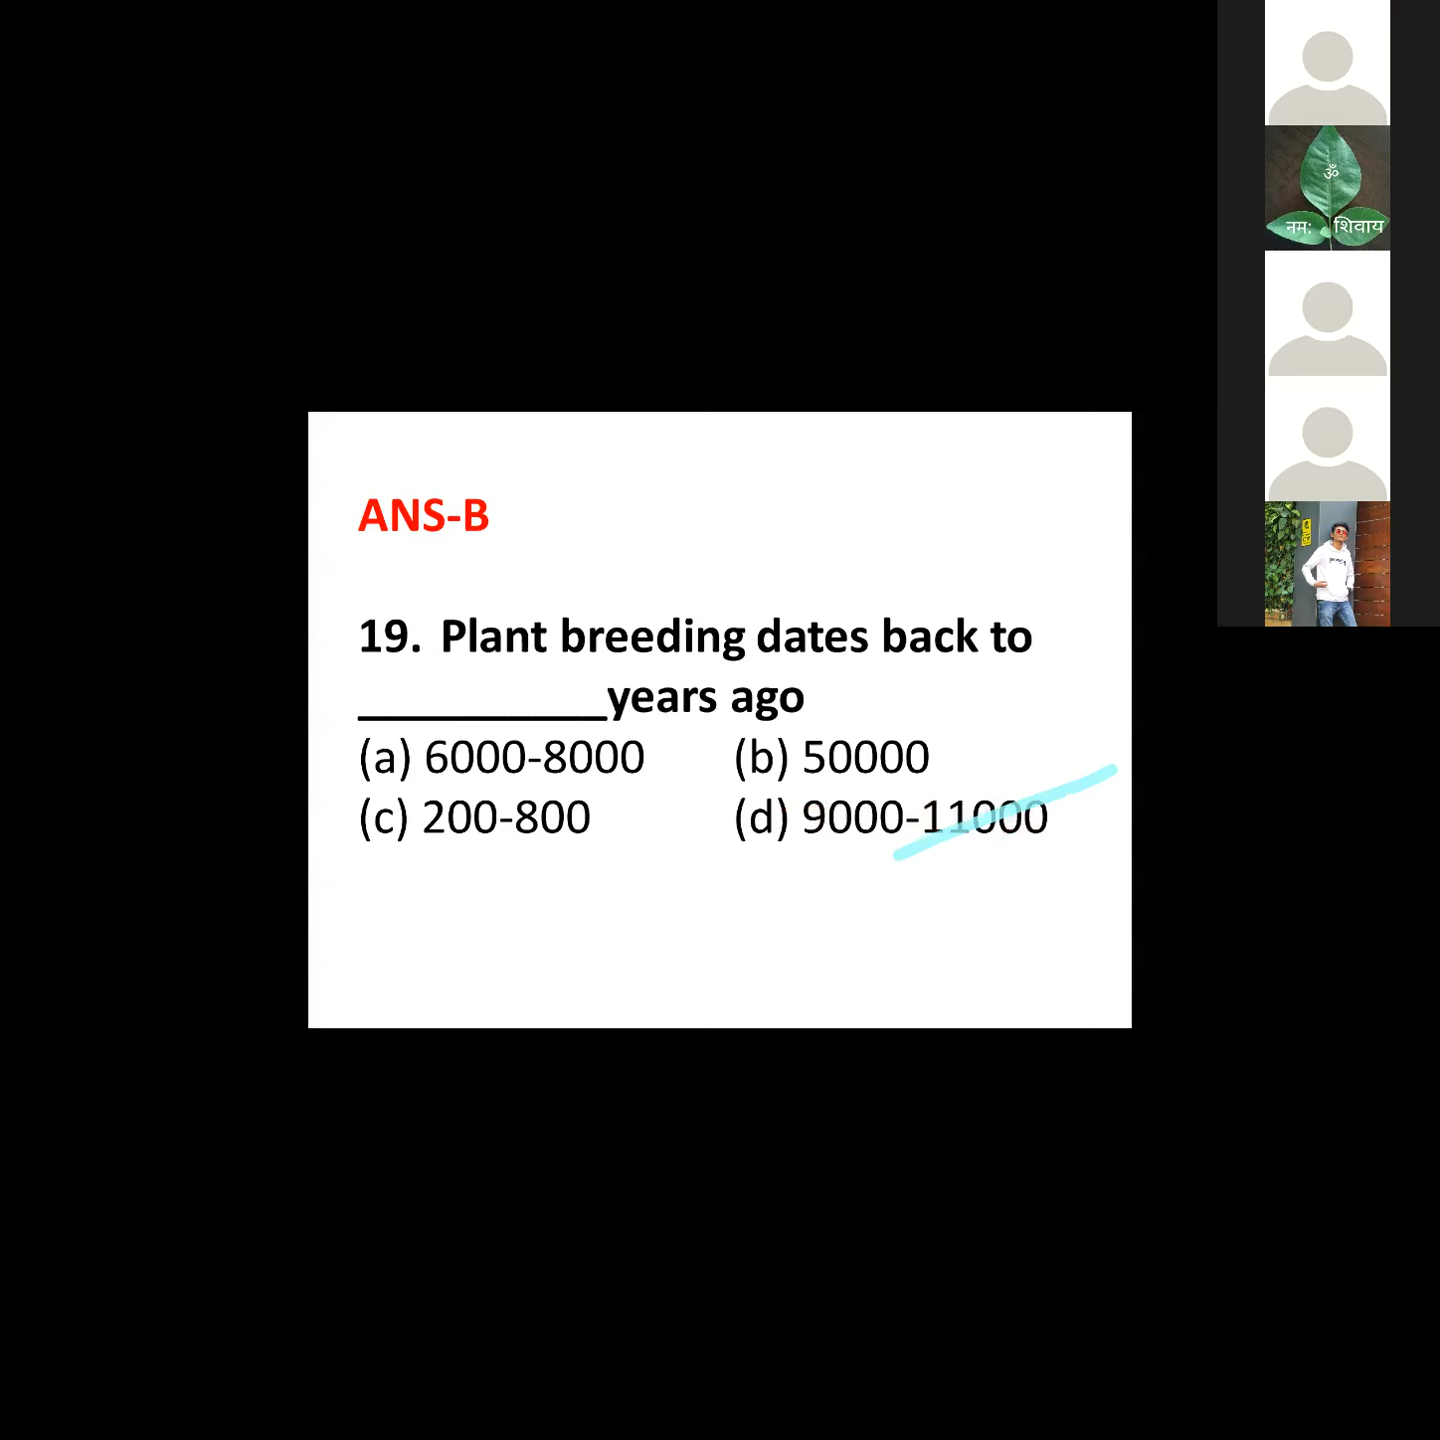 ANS-B
19. Plant breeding dates back to
__________years ago
(a) 6000-8000 (b) 50000
(c) 200-800 (d) 9000-11000
ॐ
नमः शिवाय